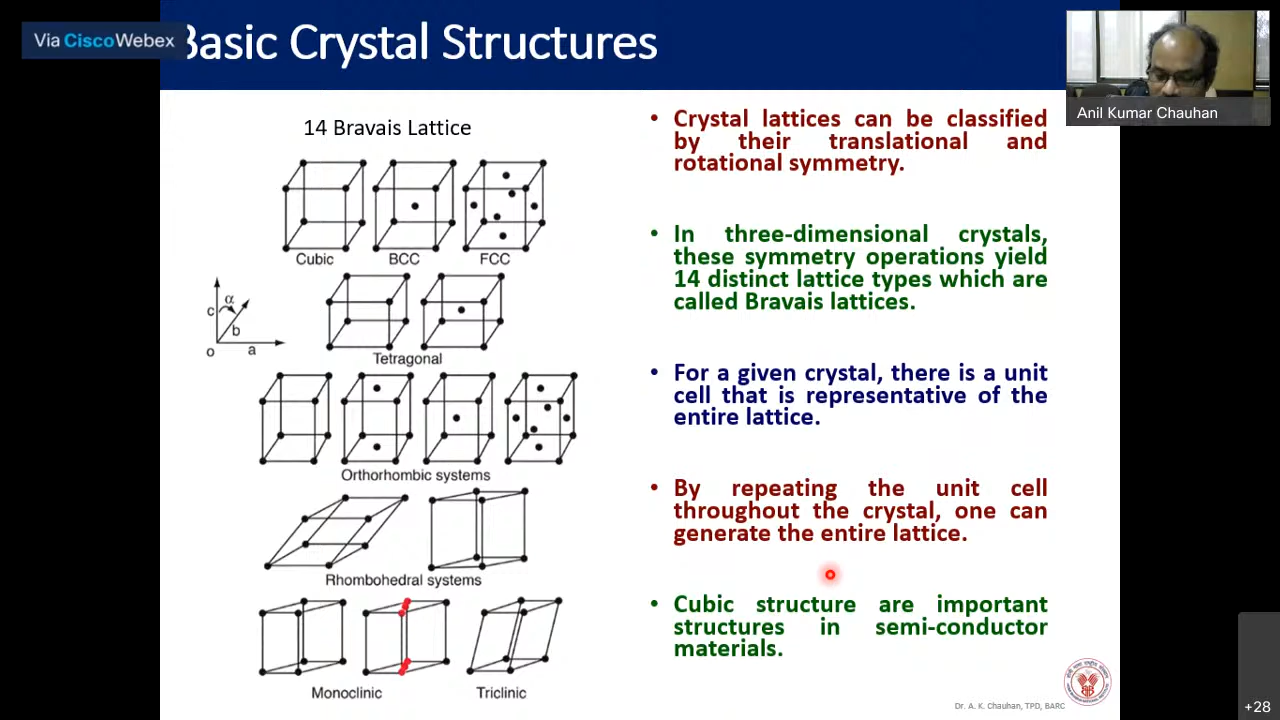 Via Cisco Webex
Basic Crystal Structures
Anil Kumar Chauhan
14 Bravais Lattice
Cubic
BCC
FCC
c
α
b
o
a
Tetragonal
Orthorhombic systems
Rhombohedral systems
Monoclinic
Triclinic
• Crystal lattices can be classified
by their translational and
rotational symmetry.
• In three-dimensional crystals,
these symmetry operations yield
14 distinct lattice types which are
called Bravais lattices.
• For a given crystal, there is a unit
cell that is representative of the
entire lattice.
• By repeating the unit cell
throughout the crystal, one can
generate the entire lattice.
• Cubic structure are important
structures in semi-conductor
materials.
Dr. A. K. Chauhan, TPD, BARC
+28